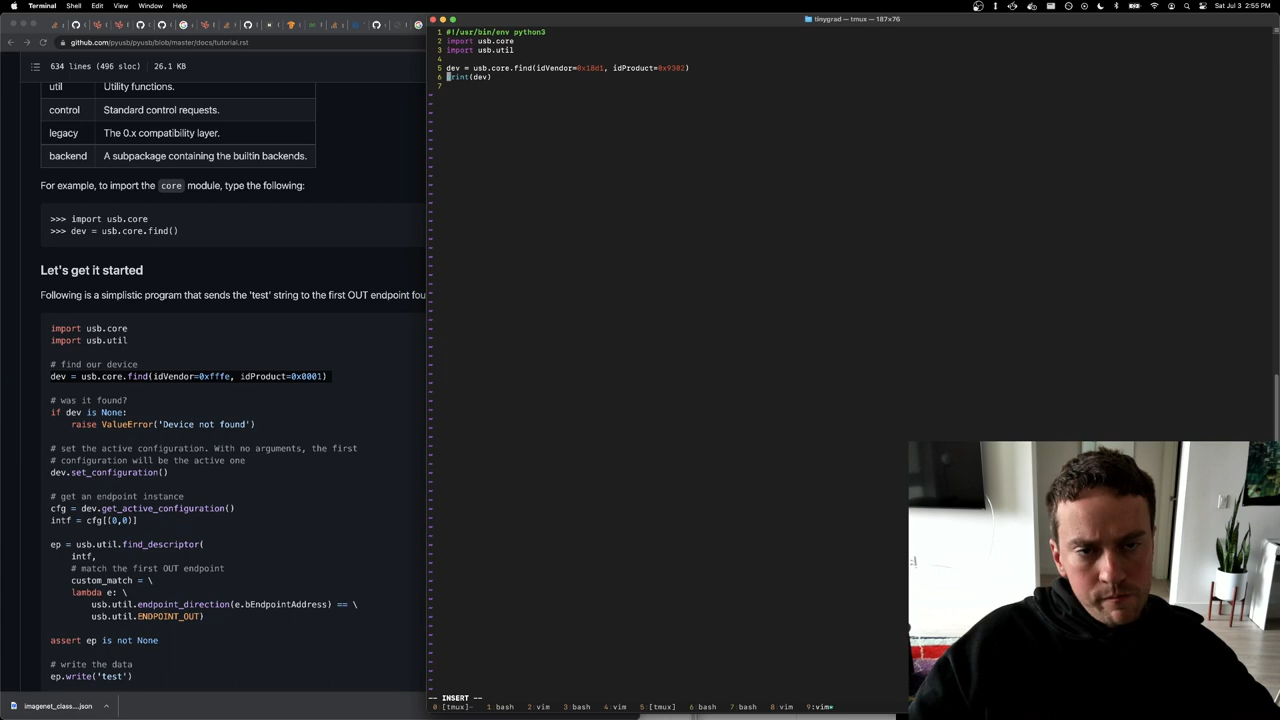 Terminal Shell Edit View Window Help
Sat Jul 3 2:55 PM
tinygrad — tmux — 187×76
github.com/pyusb/pyusb/blob/master/docs/tutorial.rst
634 lines (496 sloc) 26.1 KB
util Utility functions.
control Standard control requests.
legacy The 0.x compatibility layer.
backend A subpackage containing the builtin backends.
For example, to import the core module, type the following:
>>> import usb.core
>>> dev = usb.core.find()
Let's get it started
Following is a simplistic program that sends the 'test' string to the first OUT endpoint fou
import usb.core
import usb.util
# find our device
dev = usb.core.find(idVendor=0xfffe, idProduct=0x0001)
# was it found?
if dev is None:
raise ValueError('Device not found')
# set the active configuration. With no arguments, the first
# configuration will be the active one
dev.set_configuration()
# get an endpoint instance
cfg = dev.get_active_configuration()
intf = cfg[(0,0)]
ep = usb.util.find_descriptor(
intf,
# match the first OUT endpoint
custom_match = \
lambda e: \
usb.util.endpoint_direction(e.bEndpointAddress) == \
usb.util.ENDPOINT_OUT)
assert ep is not None
# write the data
ep.write('test')
imagenet_class....json
1 #!/usr/bin/env python3
2 import usb.core
3 import usb.util
4
5 dev = usb.core.find(idVendor=0x18d1, idProduct=0x9302)
6 print(dev)
7
-- INSERT --
0 [tmux]- 1:bash 2:vim 3:bash 4:vim 5:[tmux] 6:bash 7:bash 8:vim 9:vim*